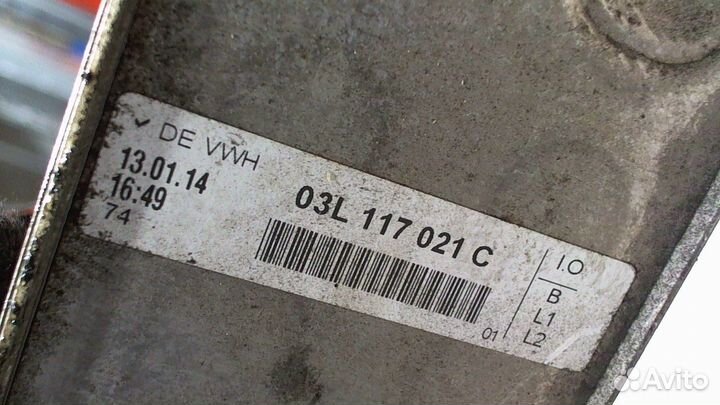 DE VWH
13.01.14
16:49
74
03L 117 021 C
01
I.O
B
L1
L2
Avito